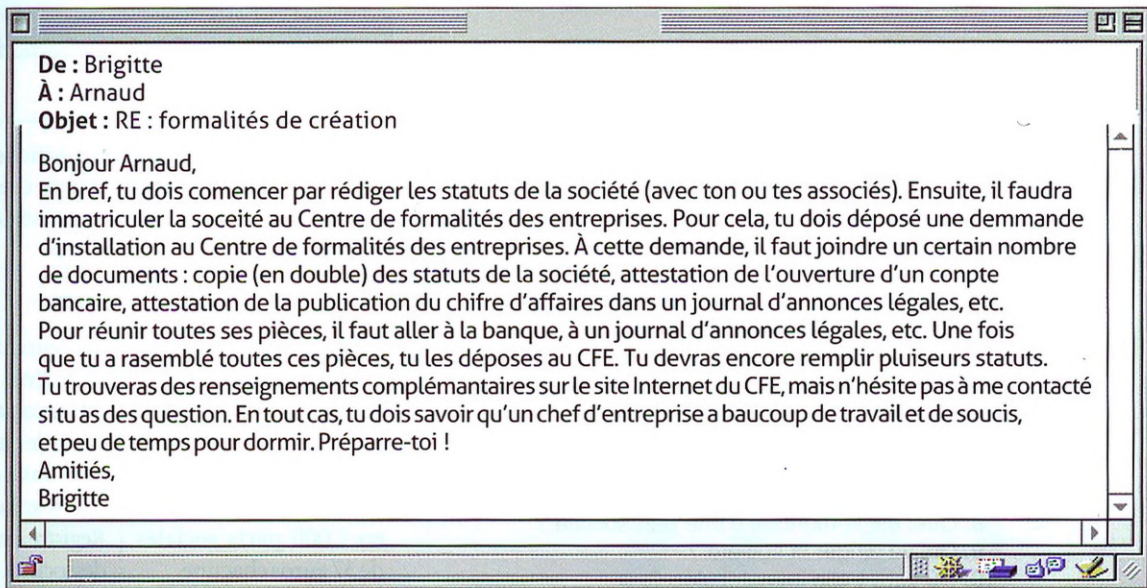 De : Brigitte
À : Arnaud
Objet : RE : formalités de création
Bonjour Arnaud,
En bref, tu dois comencer par rédiger les statuts de la société (avec ton ou tes associés). Ensuite, il faudra
immatriculer la soceité au Centre de formalités des entreprises. Pour cela, tu dois déposé une demmande
d'installation au Centre de formalités des entreprises. À cette demande, il faut joindre un certain nombre
de documents : copie (en double) des statuts de la société, attestation de l'ouverture d'un conpte
bancaire, attestation de la publication du chifre d'affaires dans un journal d'annonces légales, etc.
Pour réunir toutes ses pièces, il faut aller à la banque, à un journal d'annonces légales, etc. Une fois
que tu a rasemblé toutes ces pièces, tu les déposes au CFE. Tu devras encore remplir pluiseurs statuts.
Tu trouveras des renseignements complémantaires sur le site Internet du CFE, mais n'hésite pas à me contacté
si tu as des question. En tout cas, tu dois savoir qu'un chef d'entreprise a baucoup de travail et de soucis,
et peu de temps pour dormir. Préparre-toi !
Amitiés,
Brigitte